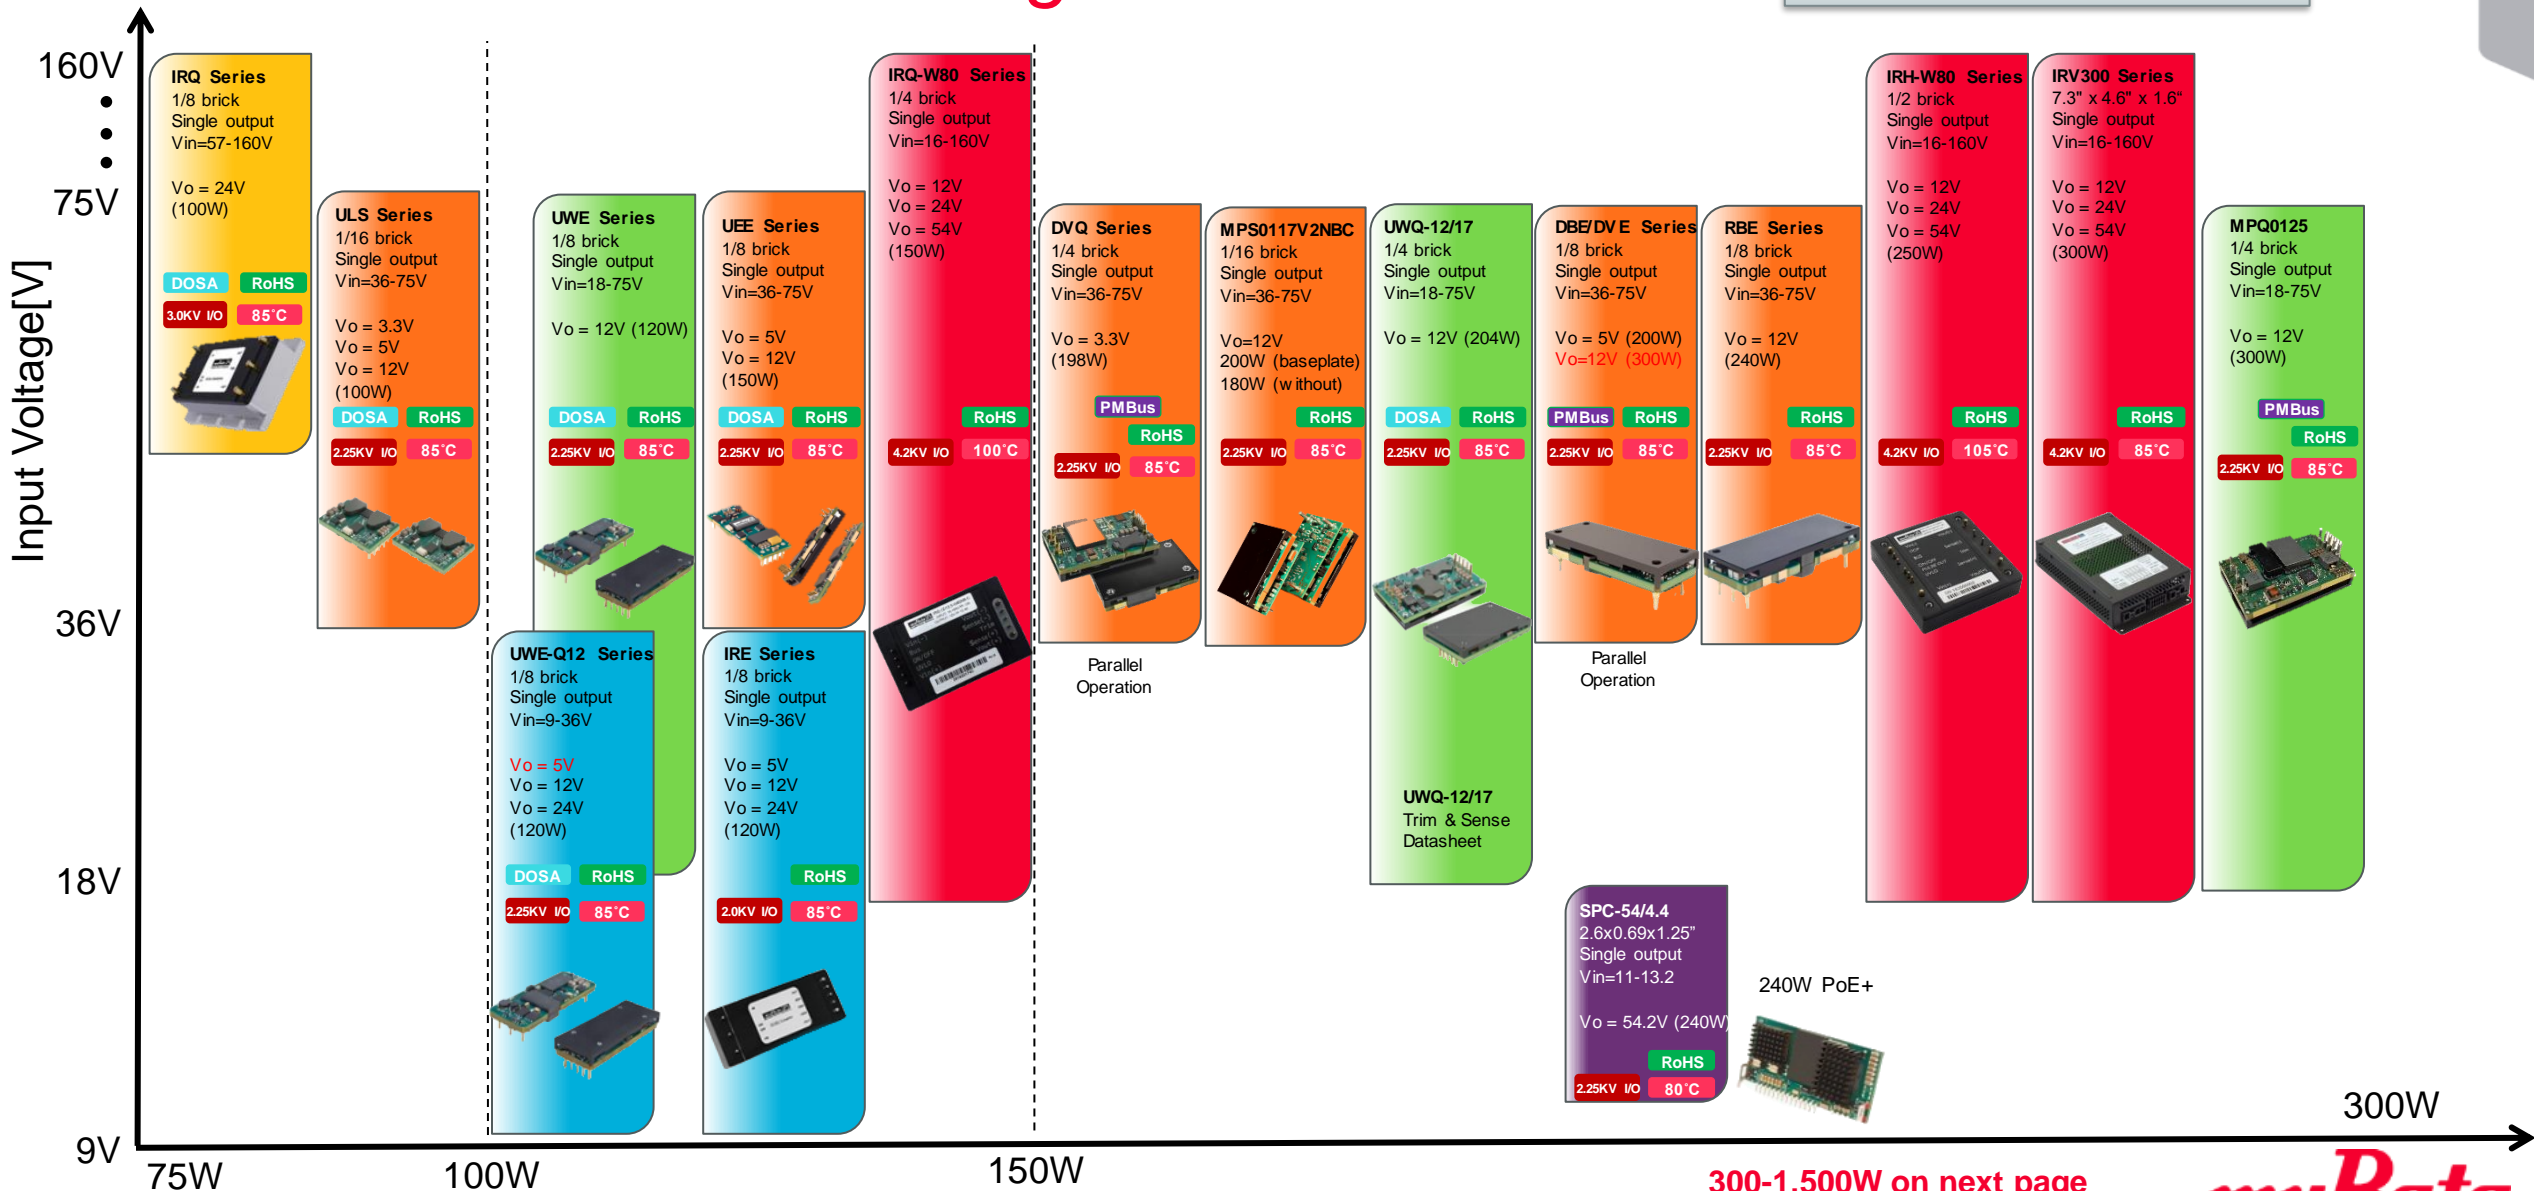 160V
75V
36V
18V
9V
Input Voltage[V]
IRQ Series
1/8 brick
Single output
Vin=57-160V
Vo = 24V
(100W)
DOSA
RoHS
3.0KV I/O
85˚C
ULS Series
1/16 brick
Single output
Vin=36-75V
Vo = 3.3V
Vo = 5V
Vo = 12V
(100W)
DOSA
RoHS
2.25KV I/O
85˚C
UWE Series
1/8 brick
Single output
Vin=18-75V
Vo = 12V (120W)
DOSA
RoHS
2.25KV I/O
85˚C
UEE Series
1/8 brick
Single output
Vin=36-75V
Vo = 5V
Vo = 12V
(150W)
DOSA
RoHS
2.25KV I/O
85˚C
IRQ-W80 Series
1/4 brick
Single output
Vin=16-160V
Vo = 12V
Vo = 24V
Vo = 54V
(150W)
RoHS
4.2KV I/O
100˚C
DVQ Series
1/4 brick
Single output
Vin=36-75V
Vo = 3.3V
(198W)
PMBus
RoHS
2.25KV I/O
85˚C
Parallel
Operation
MPS0117V2NBC
1/16 brick
Single output
Vin=36-75V
Vo=12V
200W (baseplate)
180W (without)
RoHS
2.25KV I/O
85˚C
UWQ-12/17
1/4 brick
Single output
Vin=18-75V
Vo = 12V (204W)
DOSA
RoHS
2.25KV I/O
85˚C
UWQ-12/17
Trim & Sense
Datasheet
DBE/DVE Series
1/8 brick
Single output
Vin=36-75V
Vo = 5V (200W)
Vo=12V (300W)
PMBus
RoHS
2.25KV I/O
85˚C
Parallel
Operation
RBE Series
1/8 brick
Single output
Vin=36-75V
Vo = 12V
(240W)
RoHS
2.25KV I/O
85˚C
IRH-W80 Series
1/2 brick
Single output
Vin=16-160V
Vo = 12V
Vo = 24V
Vo = 54V
(250W)
RoHS
4.2KV I/O
105˚C
IRV300 Series
7.3" x 4.6" x 1.6“
Single output
Vin=16-160V
Vo = 12V
Vo = 24V
Vo = 54V
(300W)
RoHS
4.2KV I/O
85˚C
MPQ0125
1/4 brick
Single output
Vin=18-75V
Vo = 12V
(300W)
PMBus
RoHS
2.25KV I/O
85˚C
UWE-Q12 Series
1/8 brick
Single output
Vin=9-36V
Vo = 5V
Vo = 12V
Vo = 24V
(120W)
DOSA
RoHS
2.25KV I/O
85˚C
IRE Series
1/8 brick
Single output
Vin=9-36V
Vo = 5V
Vo = 12V
Vo = 24V
(120W)
RoHS
2.0KV I/O
85˚C
SPC-54/4.4
2.6x0.69x1.25”
Single output
Vin=11-13.2
Vo = 54.2V (240W)
RoHS
2.25KV I/O
80˚C
240W PoE+
75W
100W
150W
300W
300-1,500W on next page
muRata